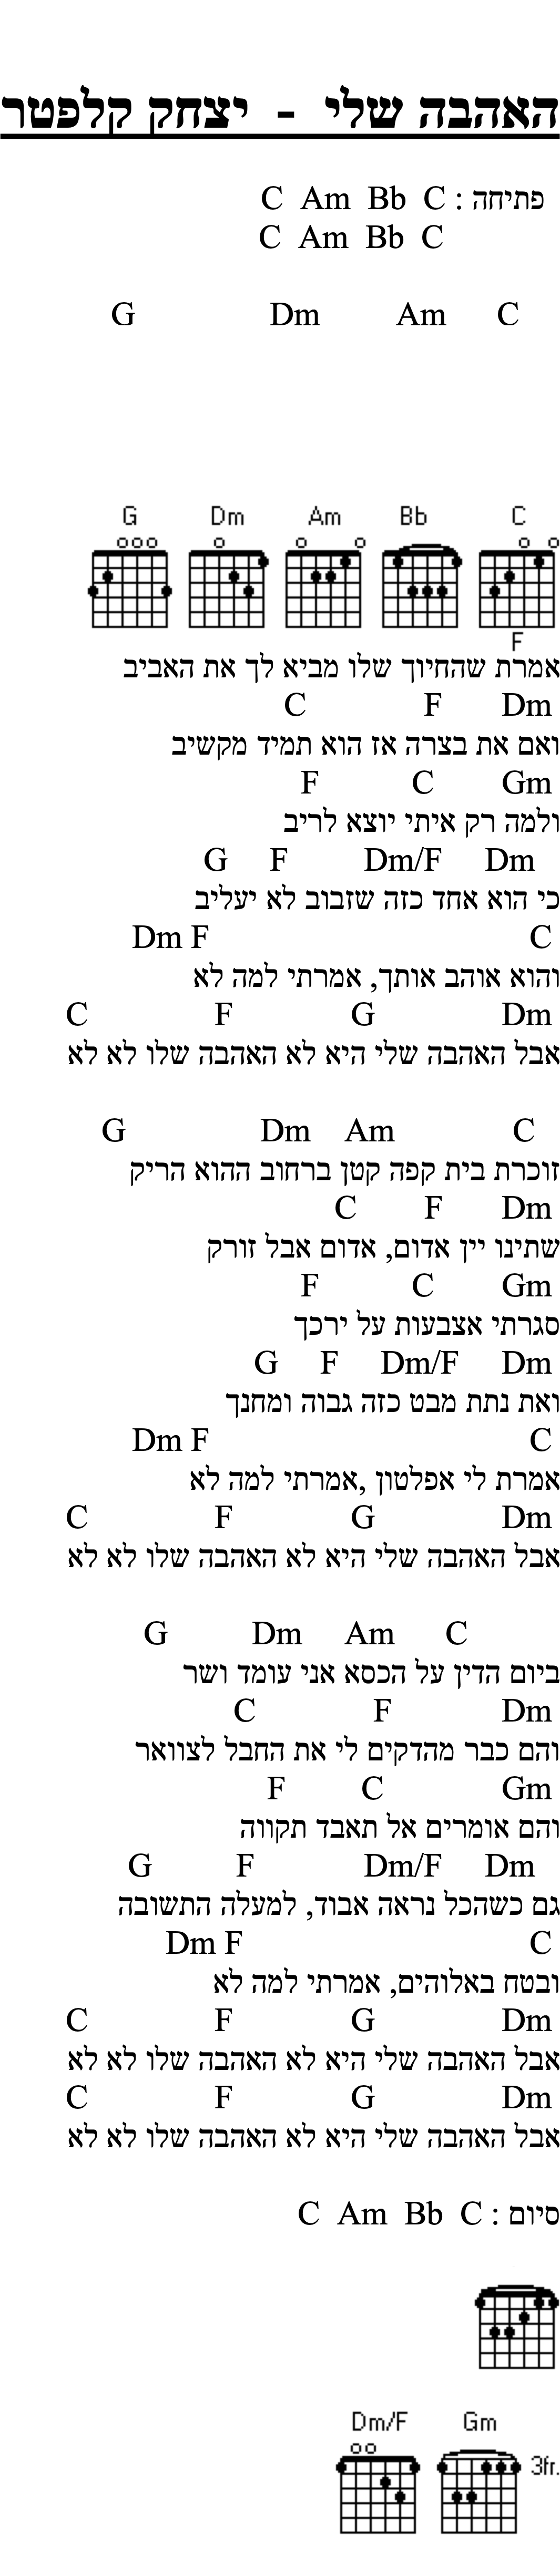 האהבה שלי - יצחק קלפטר
פתיחה : C Am Bb C
C Am Bb C
G Dm Am C
G Dm Am Bb C
F
אמרת שהחיוך שלו מביא לך את האביב
C F Dm
ואם את בצרה אז הוא תמיד מקשיב
F C Gm
ולמה רק איתי יוצא לריב
G F Dm/F Dm
כי הוא אחד כזה שזבוב לא יעליב
Dm F C
והוא אוהב אותך, אמרתי למה לא
C F G Dm
אבל האהבה שלי היא לא האהבה שלו לא לא
G Dm Am C
זוכרת בית קפה קטן ברחוב ההוא הריק
C F Dm
שתינו יין אדום, אדום אבל זורק
F C Gm
סגרתי אצבעות על ירכך
G F Dm/F Dm
ואת נתת מבט כזה גבוה ומחנך
Dm F C
אמרת לי אפלטון ,אמרתי למה לא
C F G Dm
אבל האהבה שלי היא לא האהבה שלו לא לא
G Dm Am C
ביום הדין על הכסא אני עומד ושר
C F Dm
והם כבר מהדקים לי את החבל לצוואר
F C Gm
והם אומרים אל תאבד תקווה
G F Dm/F Dm
גם כשהכל נראה אבוד, למעלה התשובה
Dm F C
ובטח באלוהים, אמרתי למה לא
C F G Dm
אבל האהבה שלי היא לא האהבה שלו לא לא
C F G Dm
אבל האהבה שלי היא לא האהבה שלו לא לא
סיום : C Am Bb C
Dm/F Gm
3fr.